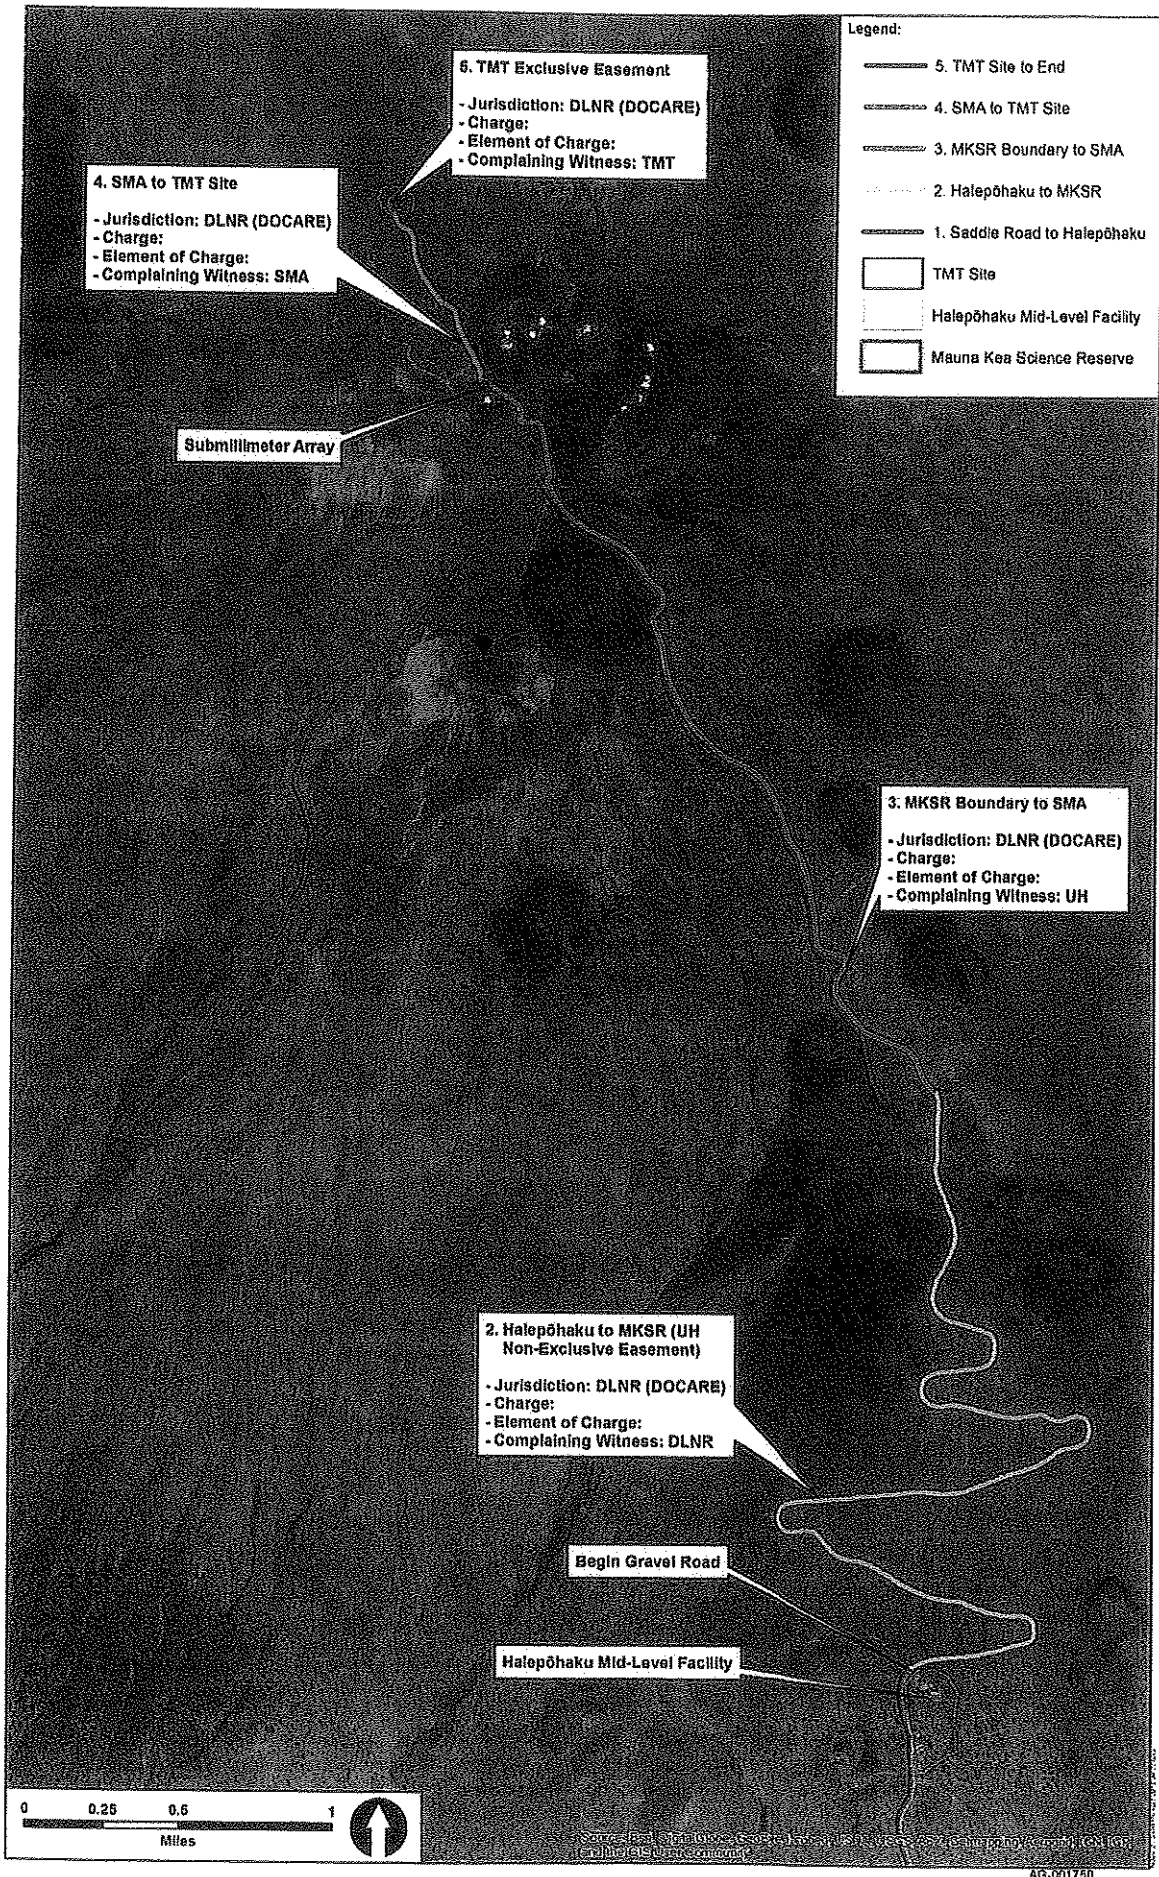 6. TMT Exclusive Easement
- Jurisdiction: DLNR (DOCARE)
- Charge:
- Element of Charge:
- Complaining Witness: TMT
4. SMA to TMT Site
- Jurisdiction: DLNR (DOCARE)
- Charge:
- Element of Charge:
- Complaining Witness: SMA
Legend:
5. TMT Site to End
4. SMA to TMT Site
3. MKSR Boundary to SMA
2. Halepōhaku to MKSR
1. Saddle Road to Halepōhaku
TMT Site
Halepōhaku Mid-Level Facility
Mauna Kea Science Reserve
Submillimeter Array
3. MKSR Boundary to SMA
- Jurisdiction: DLNR (DOCARE)
- Charge:
- Element of Charge:
- Complaining Witness: UH
2. Halepōhaku to MKSR (UH
Non-Exclusive Easement)
- Jurisdiction: DLNR (DOCARE)
- Charge:
- Element of Charge:
- Complaining Witness: DLNR
Begin Gravel Road
Halepōhaku Mid-Level Facility
0 0.25 0.5 1
Miles
AG-001750